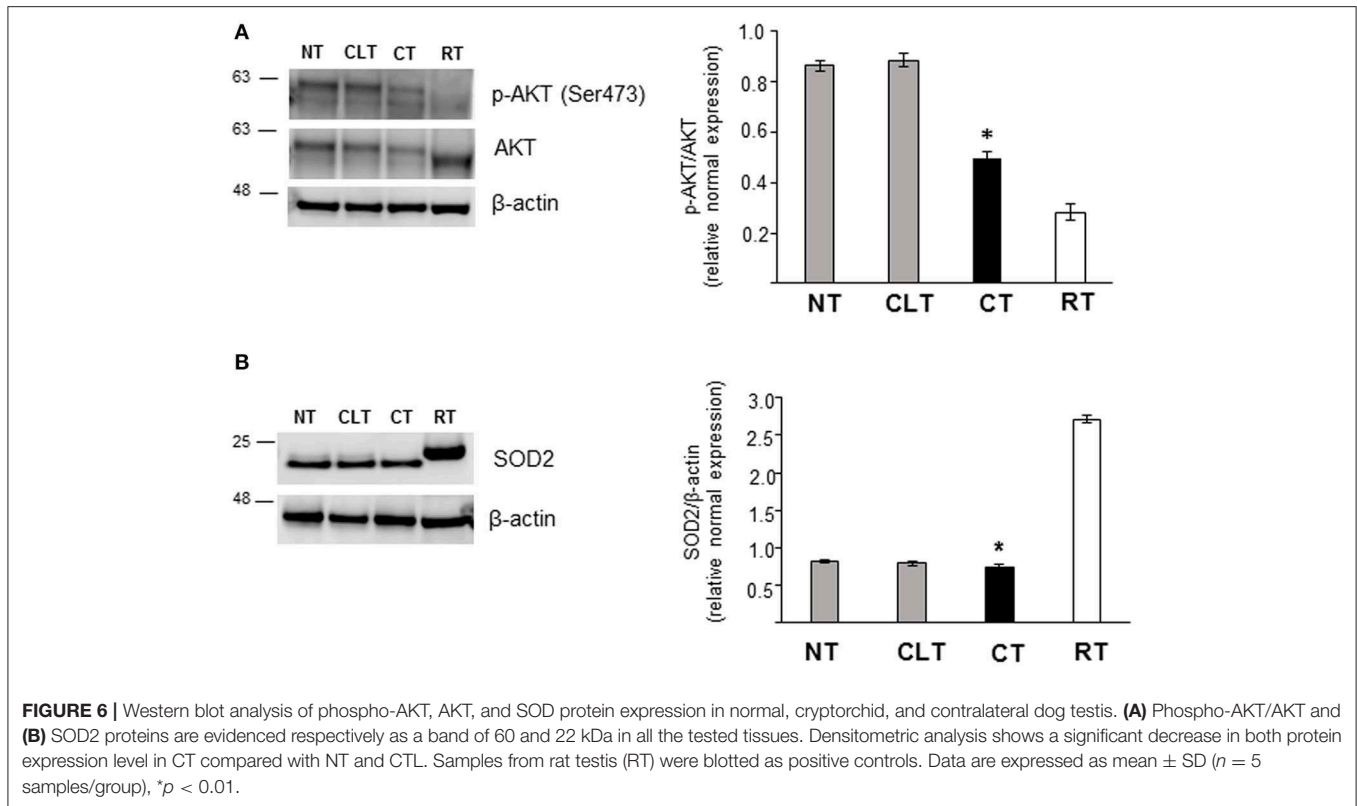 A
NT CLT CT RT
63
p-AKT (Ser473)
63
AKT
48
β-actin
p-AKT/AKT
(relative normal expression)
1.0
0.8
0.6
0.4
0.2
*
NT CLT CT RT
B
NT CLT CT RT
25
SOD2
48
β-actin
SOD2/β-actin
(relative normal expression)
3.0
2.5
2.0
1.5
1.0
0.5
*
NT CLT CT RT
FIGURE 6 | Western blot analysis of phospho-AKT, AKT, and SOD protein expression in normal, cryptorchid, and contralateral dog testis. (A) Phospho-AKT/AKT and
(B) SOD2 proteins are evidenced respectively as a band of 60 and 22 kDa in all the tested tissues. Densitometric analysis shows a significant decrease in both protein
expression level in CT compared with NT and CTL. Samples from rat testis (RT) were blotted as positive controls. Data are expressed as mean ± SD (n = 5
samples/group), *p < 0.01.